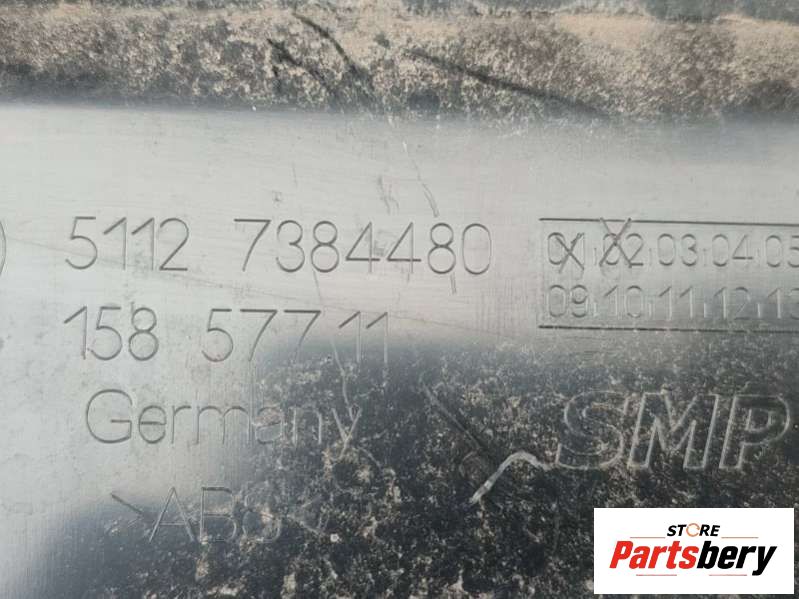 5112 7384480
01 02 03 04 05
09 10 11 12 13
158 577 11
Germany
SMP
>ABS<
STORE
Partsbery